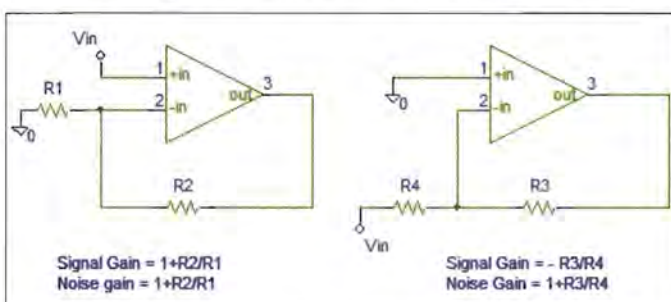 Vin
R1
1
+in
2
-in
out
3
0
R2
Signal Gain = 1+R2/R1
Noise gain = 1+R2/R1
0
1
+in
2
-in
out
3
R4
R3
Vin
Signal Gain = - R3/R4
Noise Gain = 1+R3/R4